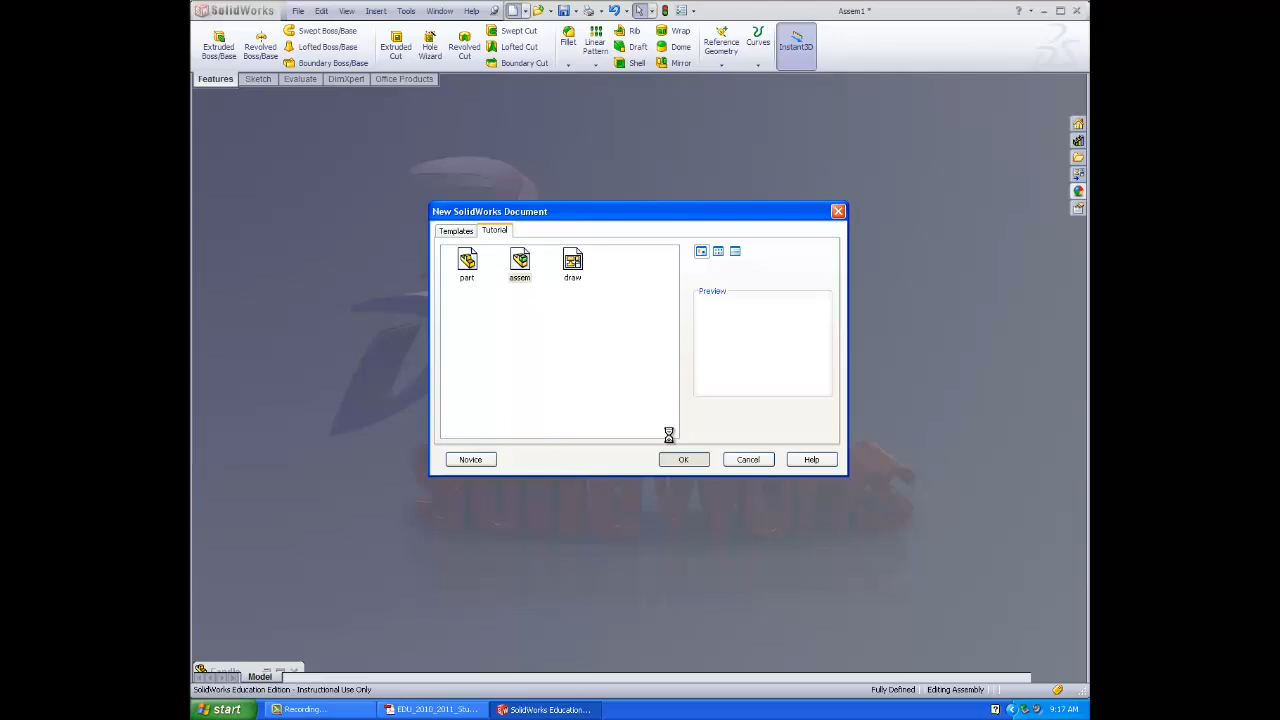 SolidWorks File Edit View Insert Tools Window Help Assem1 *
Extruded Boss/Base
Revolved Boss/Base
Swept Boss/Base
Lofted Boss/Base
Boundary Boss/Base
Extruded Cut
Hole Wizard
Revolved Cut
Swept Cut
Lofted Cut
Boundary Cut
Fillet
Linear Pattern
Rib
Draft
Shell
Wrap
Dome
Mirror
Reference Geometry
Curves
Instant3D
Features Sketch Evaluate DimXpert Office Products
New SolidWorks Document
Templates Tutorial
part assem draw
Preview
Novice OK Cancel Help
Model
SolidWorks Education Edition - Instructional Use Only Fully Defined Editing Assembly
start Recording... EDU_2010_2011_Stu... SolidWorks Education... 9:17 AM